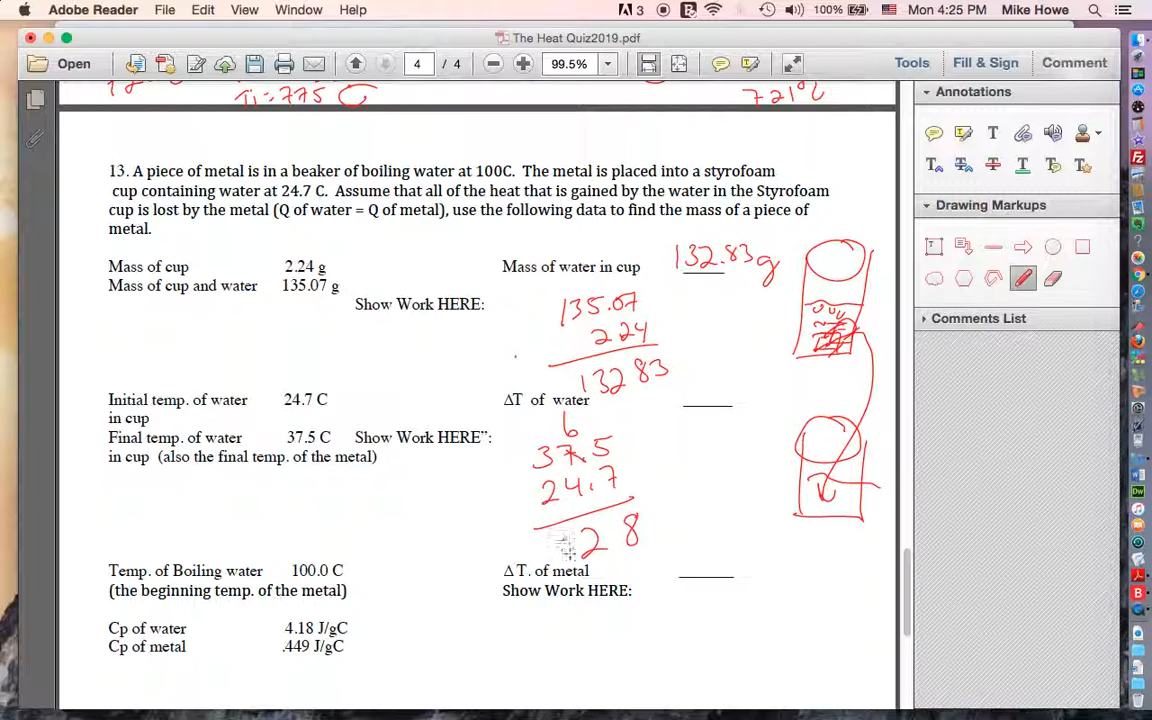 Adobe Reader File Edit View Window Help 3 100% Mon 4:25 PM Mike Howe
The Heat Quiz2019.pdf
Open 4 / 4 99.5% Tools Fill & Sign Comment
Ti = 775 C 721°C
Annotations
Drawing Markups
Comments List
13. A piece of metal is in a beaker of boiling water at 100C. The metal is placed into a styrofoam
cup containing water at 24.7 C. Assume that all of the heat that is gained by the water in the Styrofoam
cup is lost by the metal (Q of water = Q of metal), use the following data to find the mass of a piece of
metal.
Mass of cup 2.24 g Mass of water in cup 132.83g
Mass of cup and water 135.07 g
Show Work HERE:
135.07
2.24
13283
Initial temp. of water 24.7 C ΔT of water
in cup
6
Final temp. of water 37.5 C Show Work HERE”:
37.5
in cup (also the final temp. of the metal)
24.7
2 8
Temp. of Boiling water 100.0 C Δ T. of metal
(the beginning temp. of the metal) Show Work HERE:
Cp of water 4.18 J/gC
Cp of metal .449 J/gC